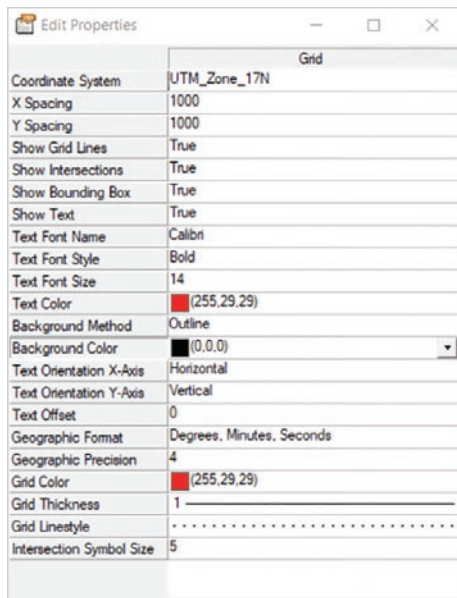 Edit Properties
Grid
Coordinate System UTM_Zone_17N
X Spacing 1000
Y Spacing 1000
Show Grid Lines True
Show Intersections True
Show Bounding Box True
Show Text True
Text Font Name Calibri
Text Font Style Bold
Text Font Size 14
Text Color (255,29,29)
Background Method Outline
Background Color (0,0,0)
Text Orientation X-Axis Horizontal
Text Orientation Y-Axis Vertical
Text Offset 0
Geographic Format Degrees, Minutes, Seconds
Geographic Precision 4
Grid Color (255,29,29)
Grid Thickness 1
Grid Linestyle
Intersection Symbol Size 5